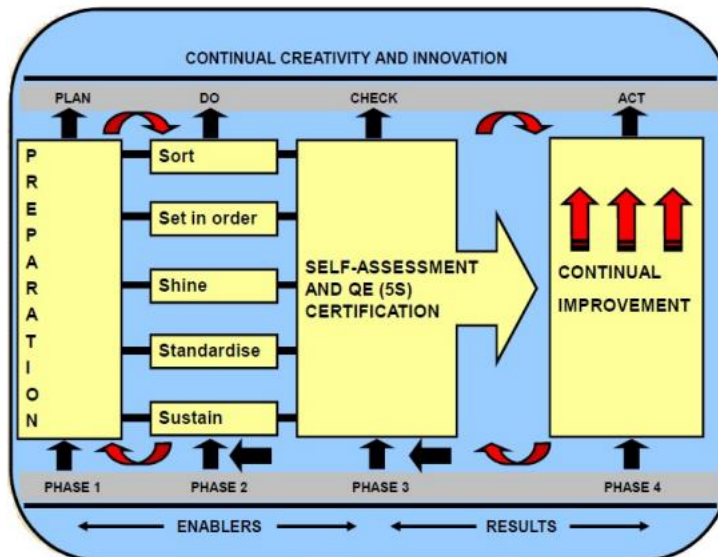 CONTINUAL CREATIVITY AND INNOVATION
PLAN DO CHECK ACT
PREPARATION
Sort
Set in order
Shine
Standardise
Sustain
SELF-ASSESSMENT
AND QE (5S)
CERTIFICATION
CONTINUAL
IMPROVEMENT
PHASE 1 PHASE 2 PHASE 3 PHASE 4
ENABLERS RESULTS